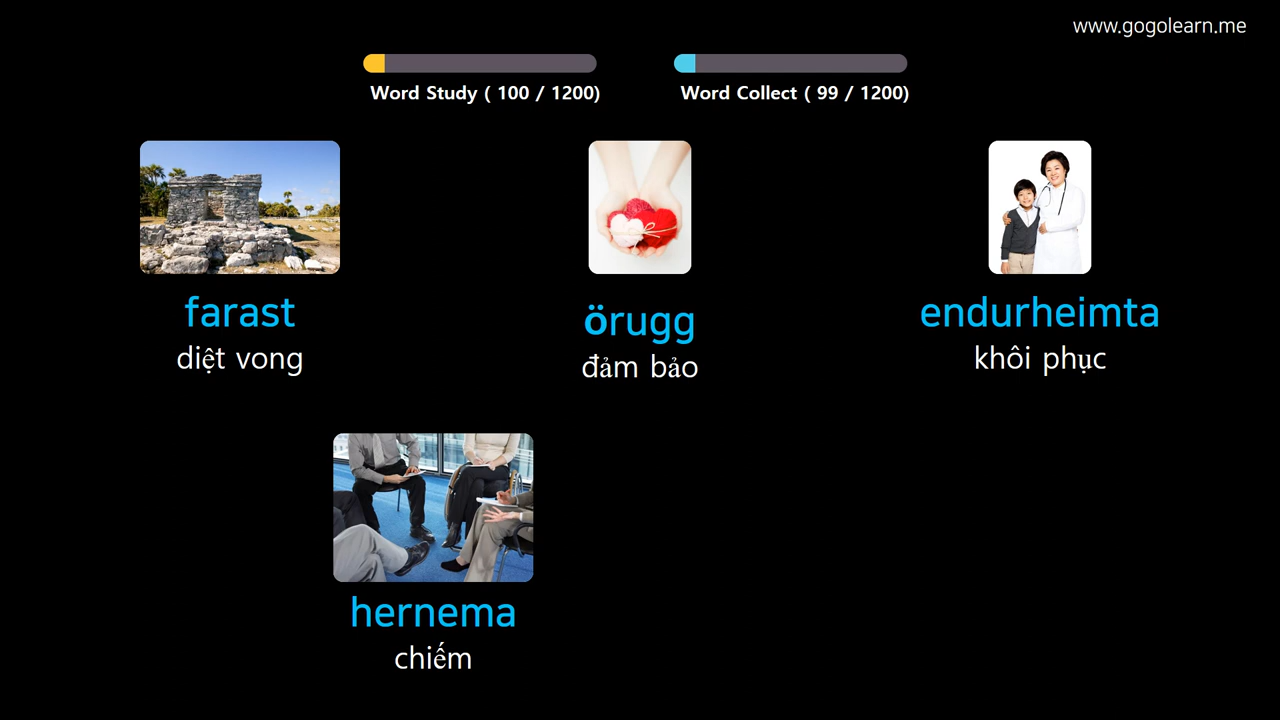 www.gogolearn.me
Word Study ( 100 / 1200)
Word Collect ( 99 / 1200)
farast
diệt vong
örugg
đảm bảo
endurheimta
khôi phục
hernema
chiếm